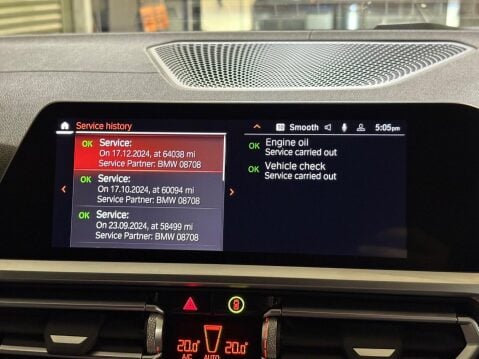 Service history
Smooth
5:05pm
OK Service:
On 17.12.2024, at 64038 mi
Service Partner: BMW 08708
OK Service:
On 17.10.2024, at 60094 mi
Service Partner: BMW 08708
OK Service:
On 23.09.2024, at 58499 mi
Service Partner: BMW 08708
OK Engine oil
Service carried out
OK Vehicle check
Service carried out
20.0° 20.0°
A/C AUTO